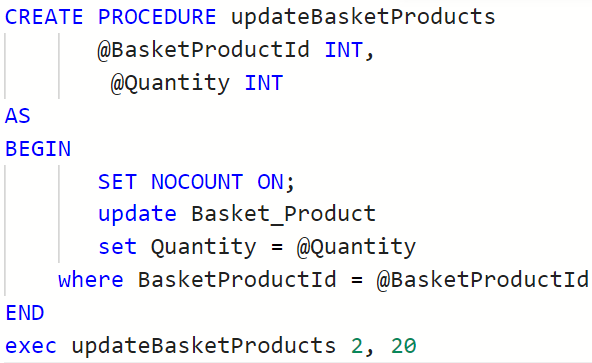 CREATE PROCEDURE updateBasketProducts
@BasketProductId INT,
@Quantity INT
AS
BEGIN
SET NOCOUNT ON;
update Basket_Product
set Quantity = @Quantity
where BasketProductId = @BasketProductId
END
exec updateBasketProducts 2, 20